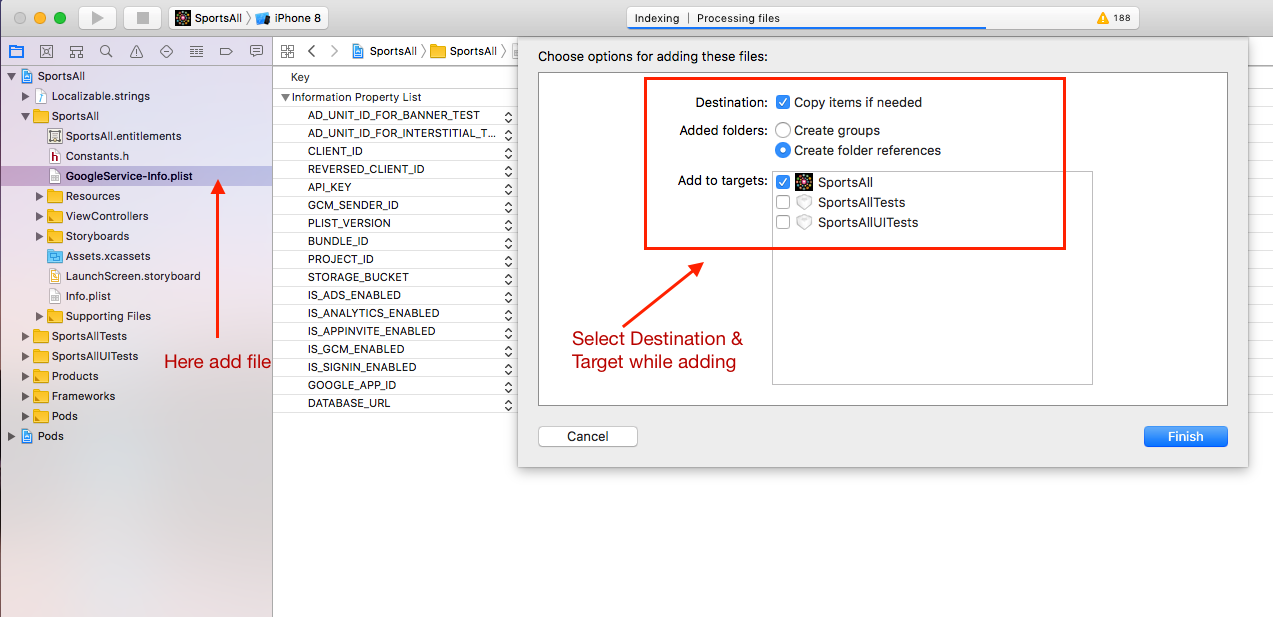 SportsAll iPhone 8
Indexing | Processing files
188
SportsAll SportsAll
Choose options for adding these files:
Destination: Copy items if needed
Added folders: Create groups
Create folder references
Add to targets: SportsAll
SportsAllTests
SportsAllUITests
Select Destination &
Target while adding
Cancel
Finish
SportsAll
Localizable.strings
SportsAll
SportsAll.entitlements
h Constants.h
GoogleService-Info.plist
Resources
ViewControllers
Storyboards
Assets.xcassets
LaunchScreen.storyboard
Info.plist
Supporting Files
SportsAllTests
SportsAllUITests
Products
Frameworks
Pods
Pods
Here add file
Key
Information Property List
AD_UNIT_ID_FOR_BANNER_TEST
AD_UNIT_ID_FOR_INTERSTITIAL_T...
CLIENT_ID
REVERSED_CLIENT_ID
API_KEY
GCM_SENDER_ID
PLIST_VERSION
BUNDLE_ID
PROJECT_ID
STORAGE_BUCKET
IS_ADS_ENABLED
IS_ANALYTICS_ENABLED
IS_APPINVITE_ENABLED
IS_GCM_ENABLED
IS_SIGNIN_ENABLED
GOOGLE_APP_ID
DATABASE_URL